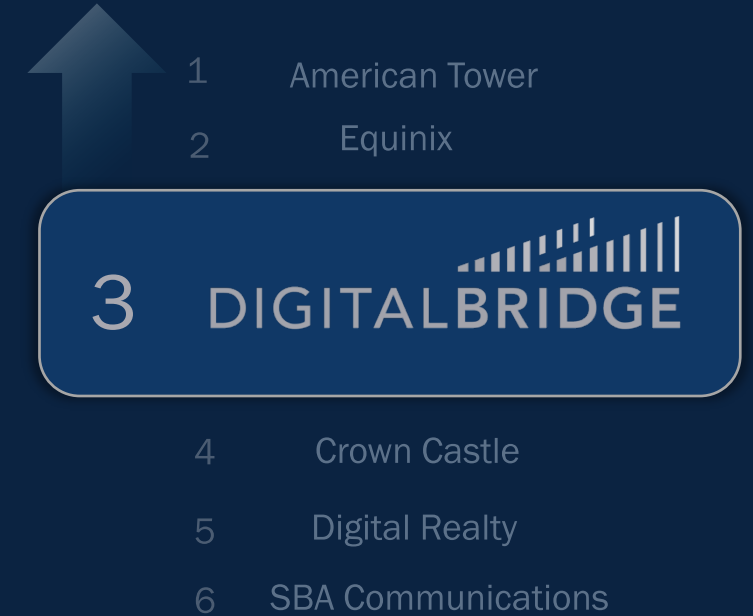 1 American Tower
2 Equinix
3 DIGITALBRIDGE
4 Crown Castle
5 Digital Realty
6 SBA Communications